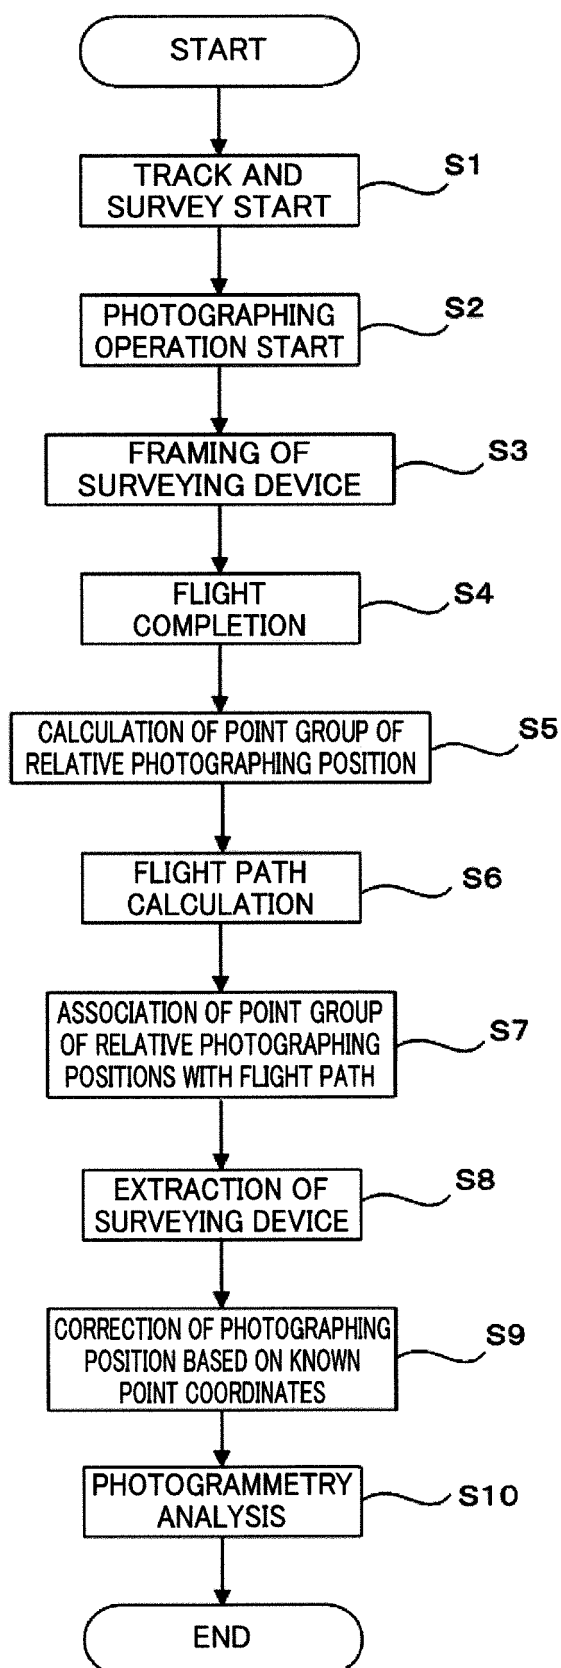 START
TRACK AND
SURVEY START
S1
PHOTOGRAPHING
OPERATION START
S2
FRAMING OF
SURVEYING DEVICE
S3
FLIGHT
COMPLETION
S4
CALCULATION OF POINT GROUP OF
RELATIVE PHOTOGRAPHING POSITION
S5
FLIGHT PATH
CALCULATION
S6
ASSOCIATION OF POINT GROUP
OF RELATIVE PHOTOGRAPHING
POSITIONS WITH FLIGHT PATH
S7
EXTRACTION OF
SURVEYING DEVICE
S8
CORRECTION OF PHOTOGRAPHING
POSITION BASED ON KNOWN
POINT COORDINATES
S9
PHOTOGRAMMETRY
ANALYSIS
S10
END